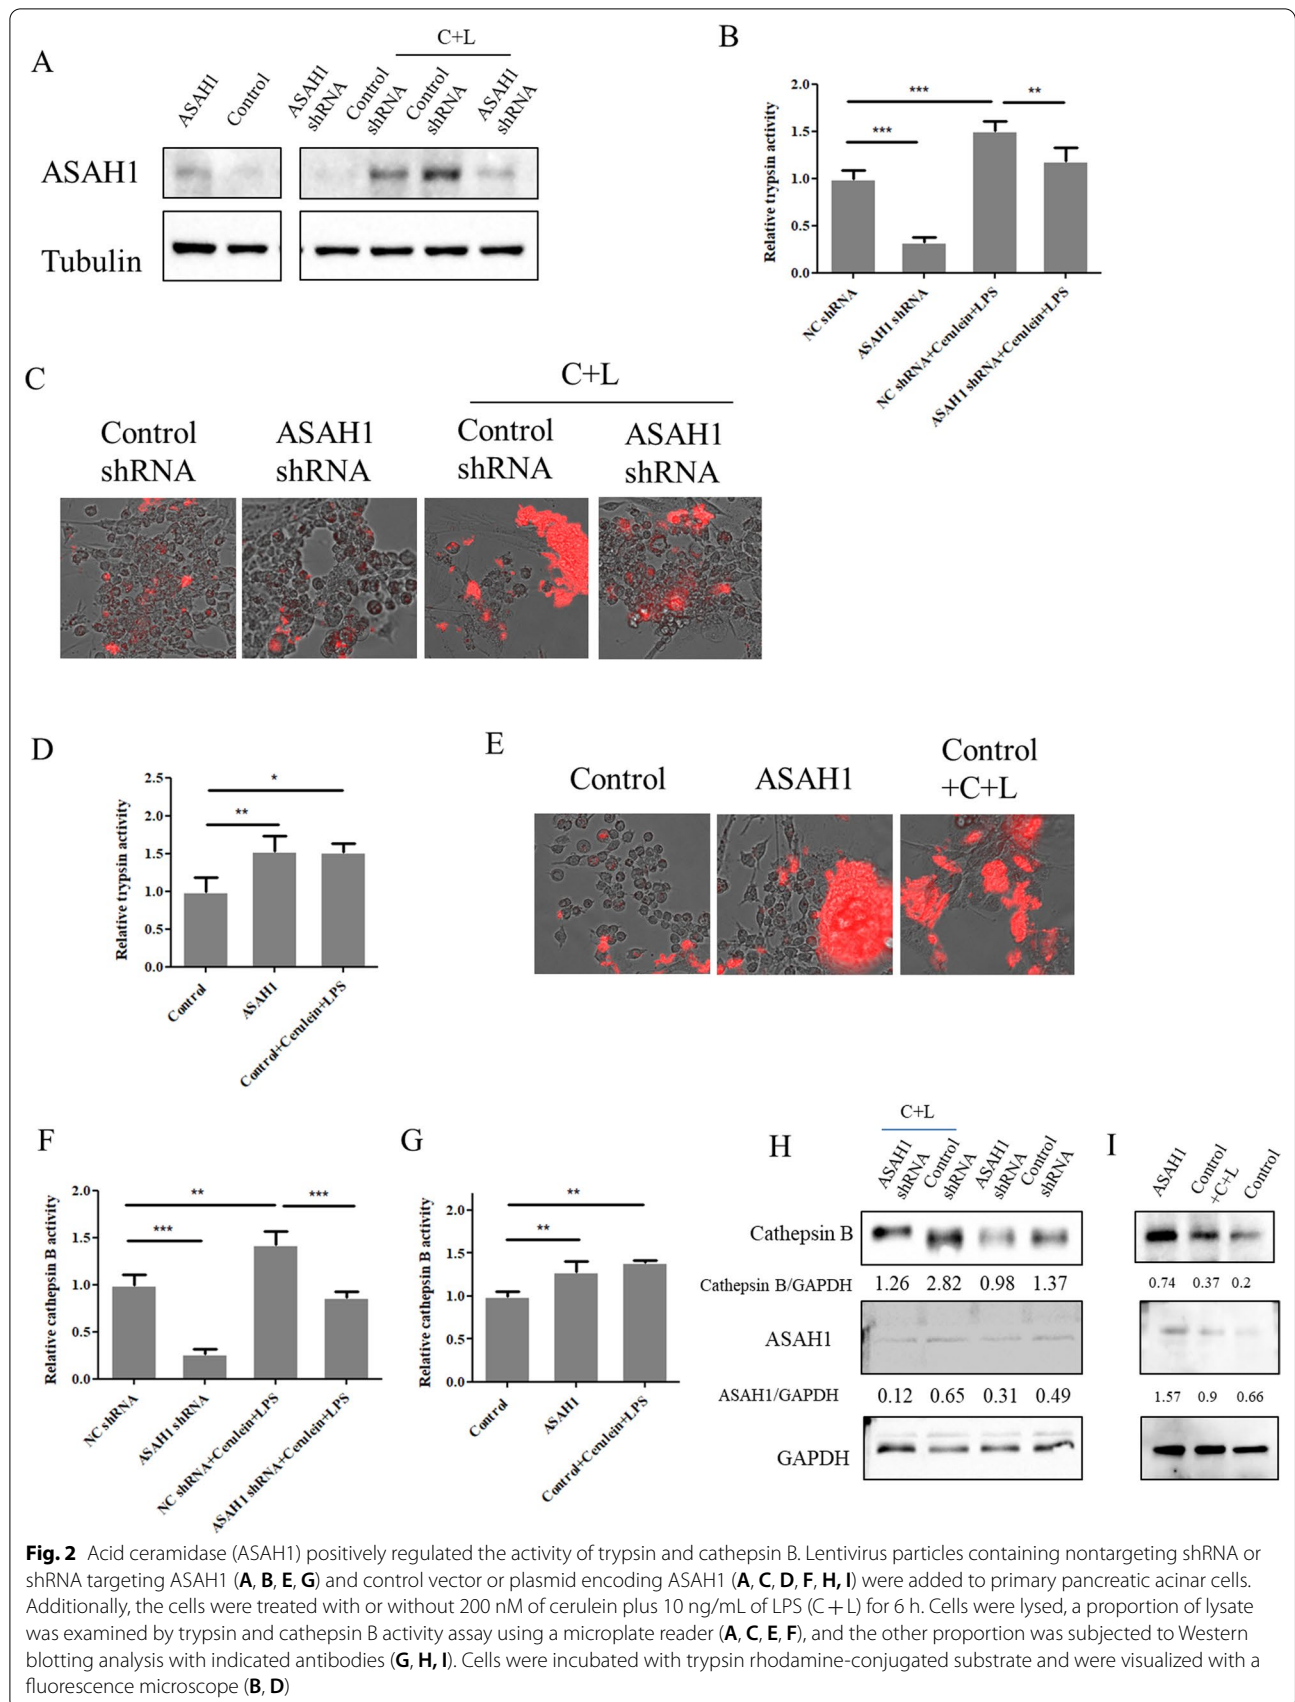 A
ASAH1
Control
ASAH1
shRNA
Control
shRNA
C+L
Control
shRNA
ASAH1
shRNA
ASAH1
Tubulin
B
Relative trypsin activity
2.0
1.5
1.0
0.5
0.0
***
***
**
NC shRNA
ASAH1 shRNA
NC shRNA+Cerulein+LPS
ASAH1 shRNA+Cerulein+LPS
C
C+L
Control
shRNA
ASAH1
shRNA
Control
shRNA
ASAH1
shRNA
D
Relative trypsin activity
2.5
2.0
1.5
1.0
0.5
0.0
*
**
Control
ASAH1
Control+Cerulein+LPS
E
Control
ASAH1
Control
+C+L
F
Relative cathepsin B activity
2.0
1.5
1.0
0.5
0.0
**
***
***
NC shRNA
ASAH1 shRNA
NC shRNA+Cerulein+LPS
ASAH1 shRNA+Cerulein+LPS
G
Relative cathepsin B activity
2.0
1.5
1.0
0.5
0.0
**
**
Control
ASAH1
Control+Cerulein+LPS
H
C+L
ASAH1
shRNA
Control
shRNA
ASAH1
shRNA
Control
shRNA
Cathepsin B
Cathepsin B/GAPDH 1.26 2.82 0.98 1.37
ASAH1
ASAH1/GAPDH 0.12 0.65 0.31 0.49
GAPDH
I
ASAH1
Control
+C+L
Control
0.74 0.37 0.2
1.57 0.9 0.66
Fig. 2 Acid ceramidase (ASAH1) positively regulated the activity of trypsin and cathepsin B. Lentivirus particles containing nontargeting shRNA or
shRNA targeting ASAH1 (A, B, E, G) and control vector or plasmid encoding ASAH1 (A, C, D, F, H, I) were added to primary pancreatic acinar cells.
Additionally, the cells were treated with or without 200 nM of cerulein plus 10 ng/mL of LPS (C + L) for 6 h. Cells were lysed, a proportion of lysate
was examined by trypsin and cathepsin B activity assay using a microplate reader (A, C, E, F), and the other proportion was subjected to Western
blotting analysis with indicated antibodies (G, H, I). Cells were incubated with trypsin rhodamine-conjugated substrate and were visualized with a
fluorescence microscope (B, D)